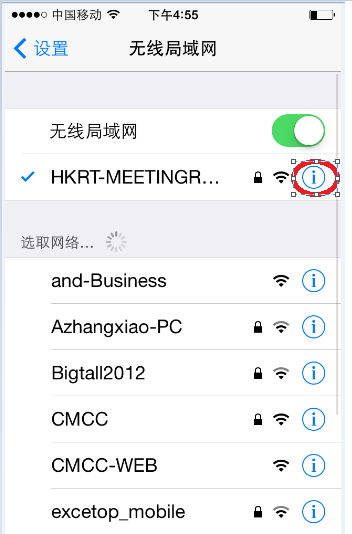 中国移动 下午4:55
设置 无线局域网
无线局域网
HKRT-MEETINGR...
选取网络...
and-Business
Azhangxiao-PC
Bigtall2012
CMCC
CMCC-WEB
excetop_mobile